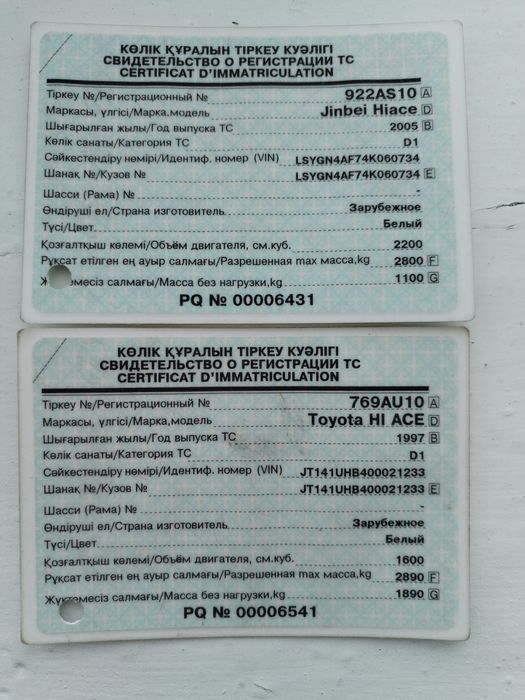 КӨЛІК ҚҰРАЛЫН ТІРКЕУ КУӘЛІГІ
СВИДЕТЕЛЬСТВО О РЕГИСТРАЦИИ ТС
CERTIFICAT D'IMMATRICULATION
Тіркеу №/Регистрационный № 922AS10 A
Маркасы, үлгісі/Марка,модель Jinbei Hiace D
Шығарылған жылы/Год выпуска ТС 2005 B
Көлік санаты/Категория ТС D1
Сәйкестендіру нөмірі/Идентиф. номер (VIN) LSYGN4AF74K060734
Шанақ №/Кузов № LSYGN4AF74K060734 E
Шасси (Рама) № -
Өндіруші ел/Страна изготовитель Зарубежное
Түсі/Цвет Белый
Қозғалтқыш көлемі/Объём двигателя, см.куб. 2200
Рұқсат етілген ең ауыр салмағы/Разрешенная max масса,kg 2800 F
салмағы/Масса без нагрузки,kg 1100 G
PQ № 00006431
КӨЛІК ҚҰРАЛЫН ТІРКЕУ КУӘЛІГІ
СВИДЕТЕЛЬСТВО О РЕГИСТРАЦИИ ТС
CERTIFICAT D'IMMATRICULATION
Тіркеу №/Регистрационный № 769AU10 A
Маркасы, үлгісі/Марка,модель Toyota HI ACE D
Шығарылған жылы/Год выпуска ТС 1997 B
Көлік санаты/Категория ТС D1
Сәйкестендіру нөмірі/Идентиф. номер (VIN) JT141UHB400021233
Шанақ №/Кузов № JT141UHB400021233 E
Шасси (Рама) № -
Өндіруші ел/Страна изготовитель Зарубежное
Түсі/Цвет Белый
Қозғалтқыш көлемі/Объём двигателя, см.куб. 1600
Рұқсат етілген ең ауыр салмағы/Разрешенная max масса,kg 2890 F
салмағы/Масса без нагрузки,kg 1890 G
PQ № 00006541